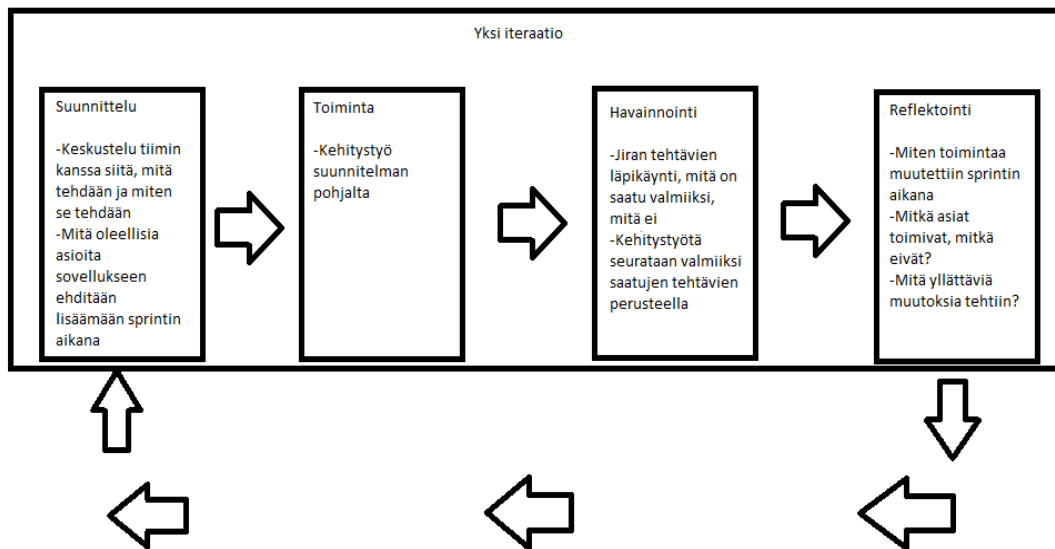 Yksi iteraatio
Suunnittelu
-Keskustelu tiimin
kanssa siitä, mitä
tehdään ja miten
se tehdään
-Mitä oleellisia
asioita
sovellukseen
ehditään
lisäämään sprintin
aikana
Toiminta
-Kehitystyö
suunnitelman
pohjalta
Havainnointi
-Jiran tehtävien
läpikäynti, mitä on
saatu valmiiksi,
mitä ei
-Kehitystyötä
seurataan valmiiksi
saatujen tehtävien
perusteella
Reflektointi
-Miten toimintaa
muutettiin sprintin
aikana
-Mitkä asiat
toimivat, mitkä
eivät?
-Mitä yllättäviä
muutoksia tehtiin?